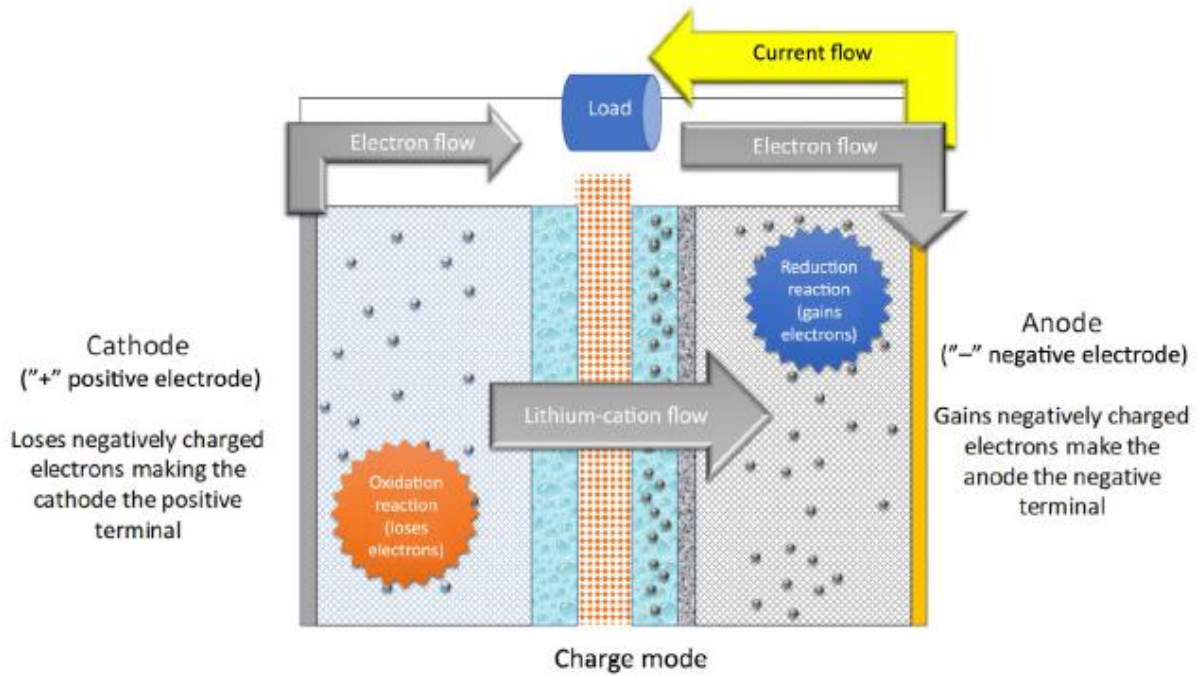 Current flow
Load
Electron flow
Electron flow
Reduction
reaction
(gains
electrons)
Cathode
("+" positive electrode)
Loses negatively charged
electrons making the
cathode the positive
terminal
Lithium-cation flow
Anode
("–" negative electrode)
Gains negatively charged
electrons make the
anode the negative
terminal
Oxidation
reaction
(loses
electrons)
Charge mode